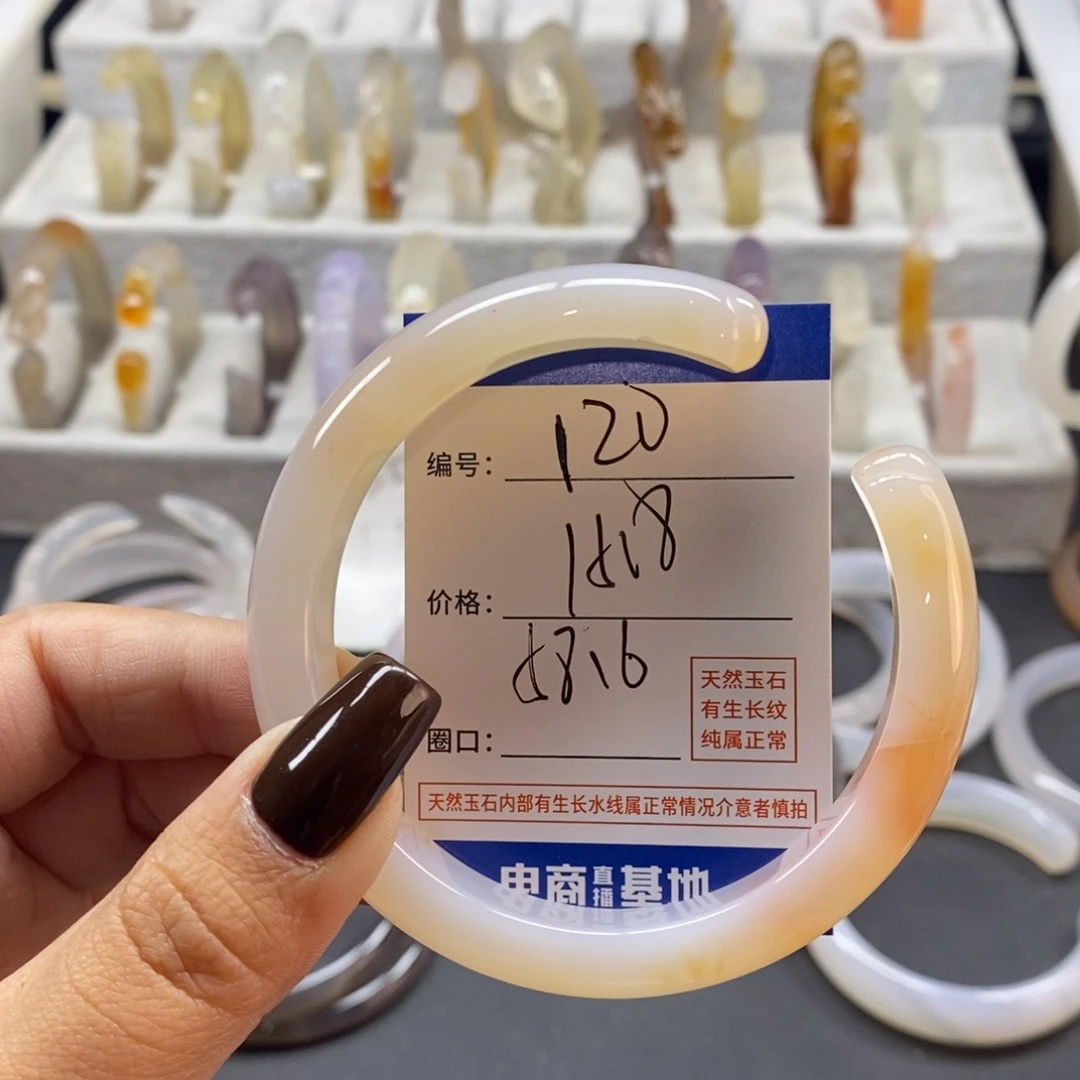 编号： 120
价格：
圈口：
天然玉石
有生长纹
纯属正常
天然玉石内部有生长水线属正常情况介意者慎拍
电商直播基地